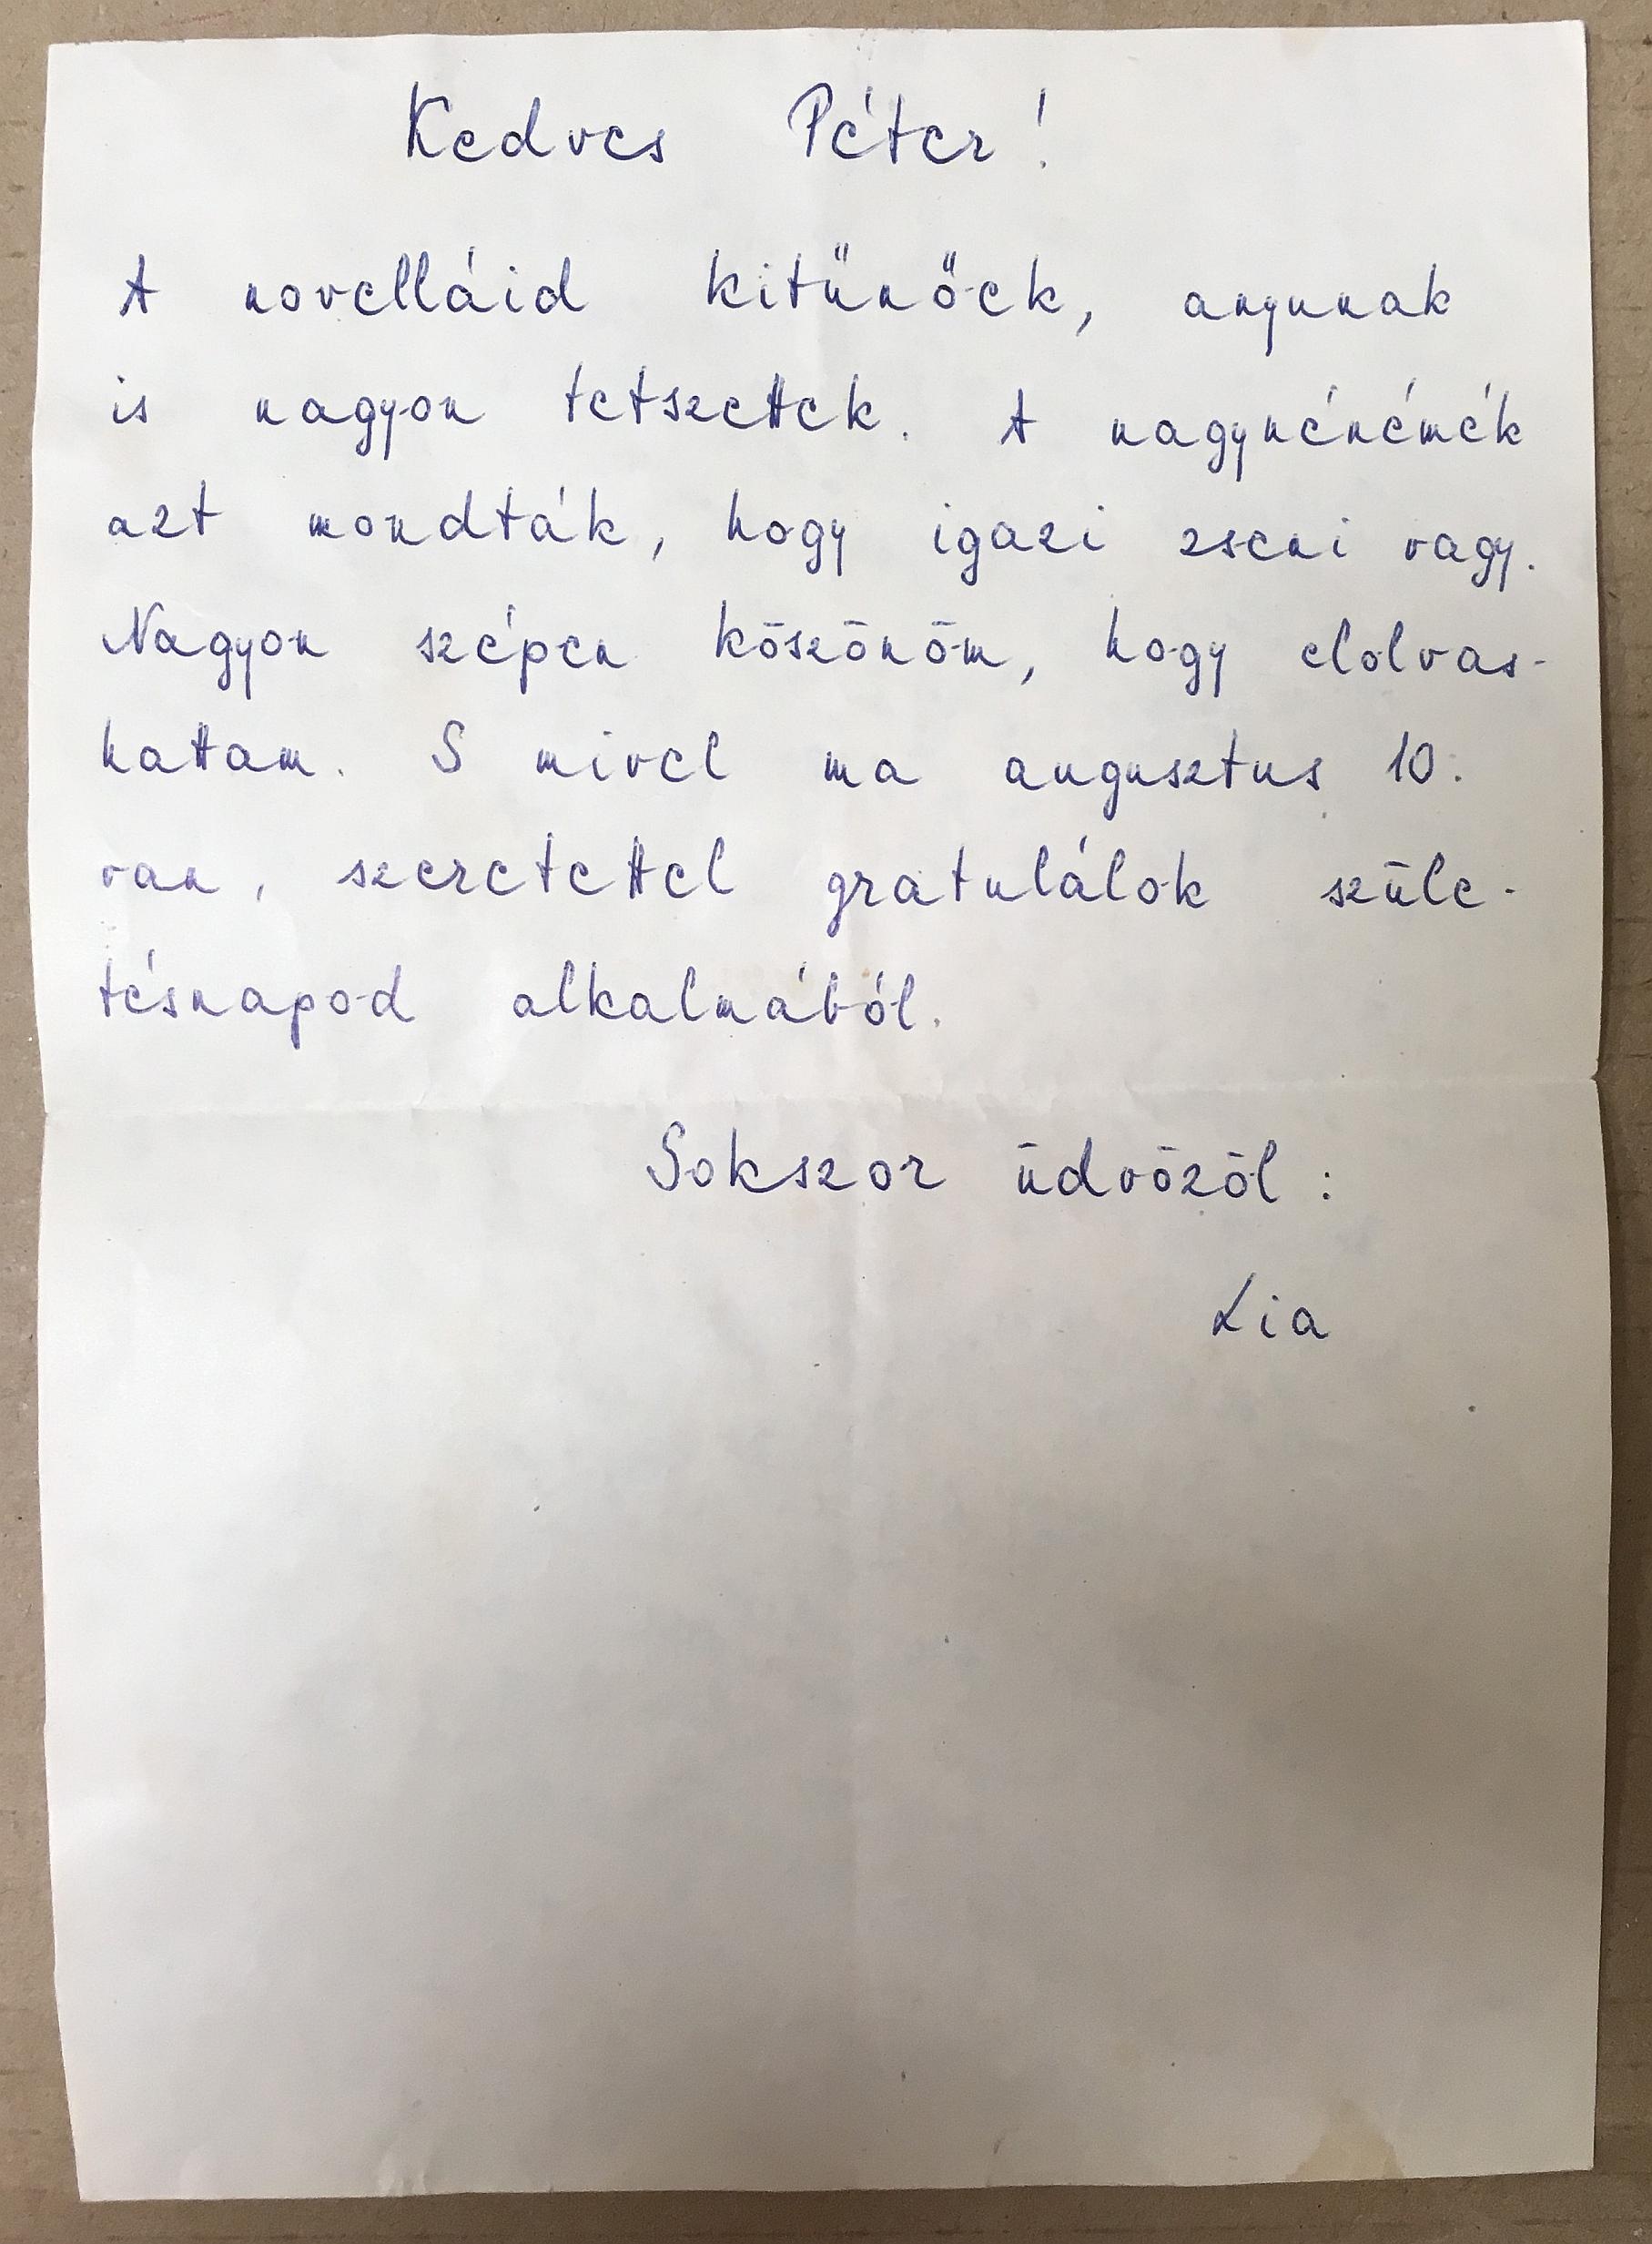 Kedves Péter!
A novelláid kitűnőek, anyunak
is nagyon tetszettek. A nagynénémék
azt mondták, hogy igazi zseni vagy.
Nagyon szépen köszönöm, hogy elolvas-
hattam. S mivel ma augusztus 10.
van, szeretettel gratulálok szüle-
tésnapod alkalmából.
Sokszor üdvözöl:
Lia